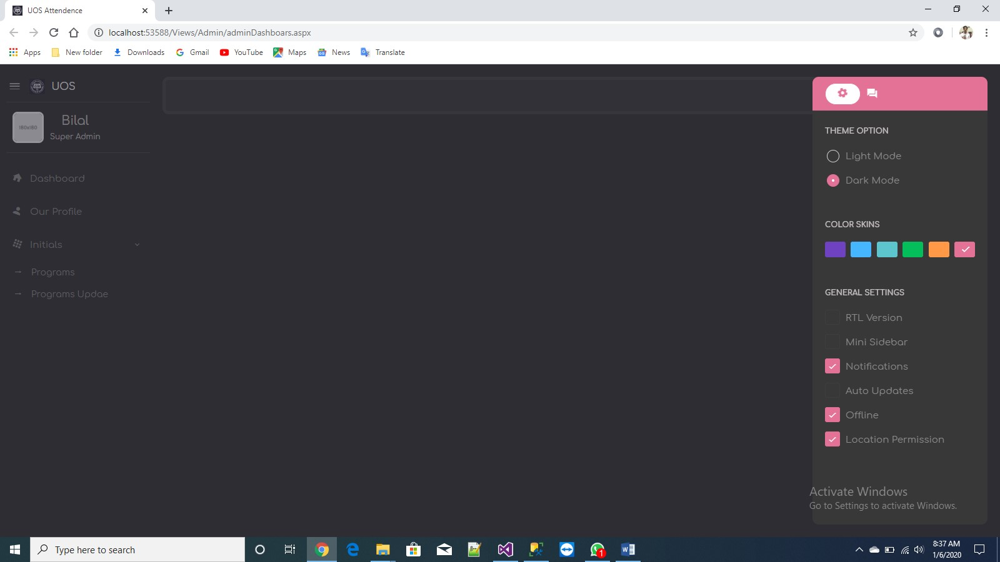 UOS Attendence
localhost:53588/Views/Admin/adminDashboars.aspx
Apps
New folder
Downloads
Gmail
YouTube
Maps
News
Translate
UOS
180x180
Bilal
Super Admin
Dashboard
Our Profile
Initials
Programs
Programs Updae
THEME OPTION
Light Mode
Dark Mode
COLOR SKINS
GENERAL SETTINGS
RTL Version
Mini Sidebar
Notifications
Auto Updates
Offline
Location Permission
Activate Windows
Go to Settings to activate Windows.
Type here to search
1
8:37 AM
1/6/2020